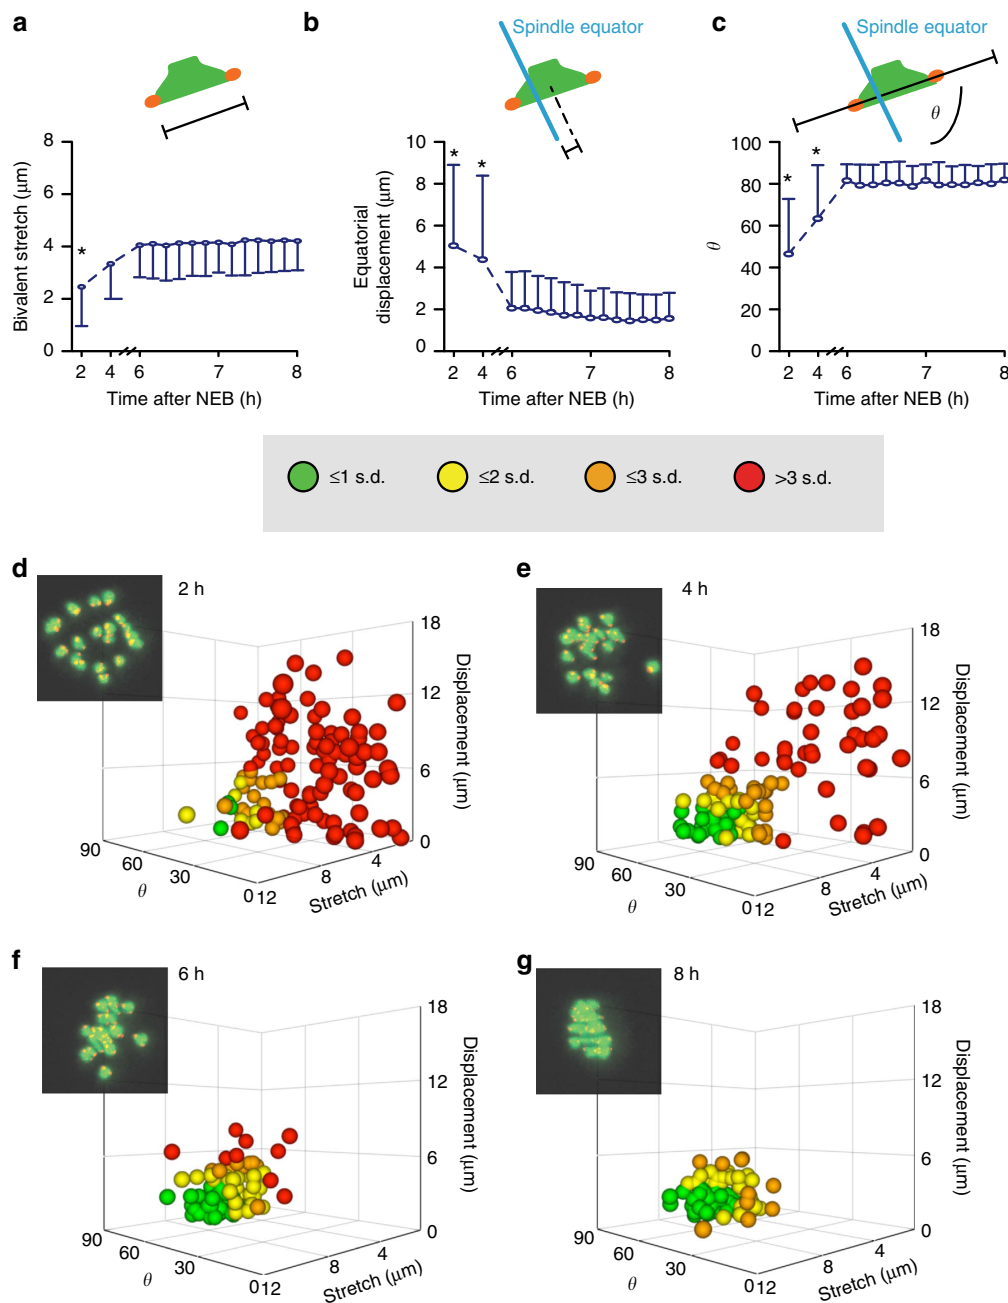 a
Bivalent stretch (μm)
8
6
4
2
0
*
2 4 6 7 8
Time after NEB (h)
b
Spindle equator
Equatorial
displacement (μm)
10
8
6
4
2
0
* *
2 4 6 7 8
Time after NEB (h)
c
Spindle equator
θ
θ
100
80
60
40
20
0
* *
2 4 6 7 8
Time after NEB (h)
≤1 s.d. ≤2 s.d. ≤3 s.d. >3 s.d.
d
2 h
18
12
6
0
Displacement (μm)
90 60 30 0
θ
12 8 4
Stretch (μm)
e
4 h
18
12
6
0
Displacement (μm)
90 60 30 0
θ
12 8 4
Stretch (μm)
f
6 h
18
12
6
0
Displacement (μm)
90 60 30 0
θ
12 8 4
Stretch (μm)
g
8 h
18
12
6
0
Displacement (μm)
90 60 30 0
θ
12 8 4
Stretch (μm)